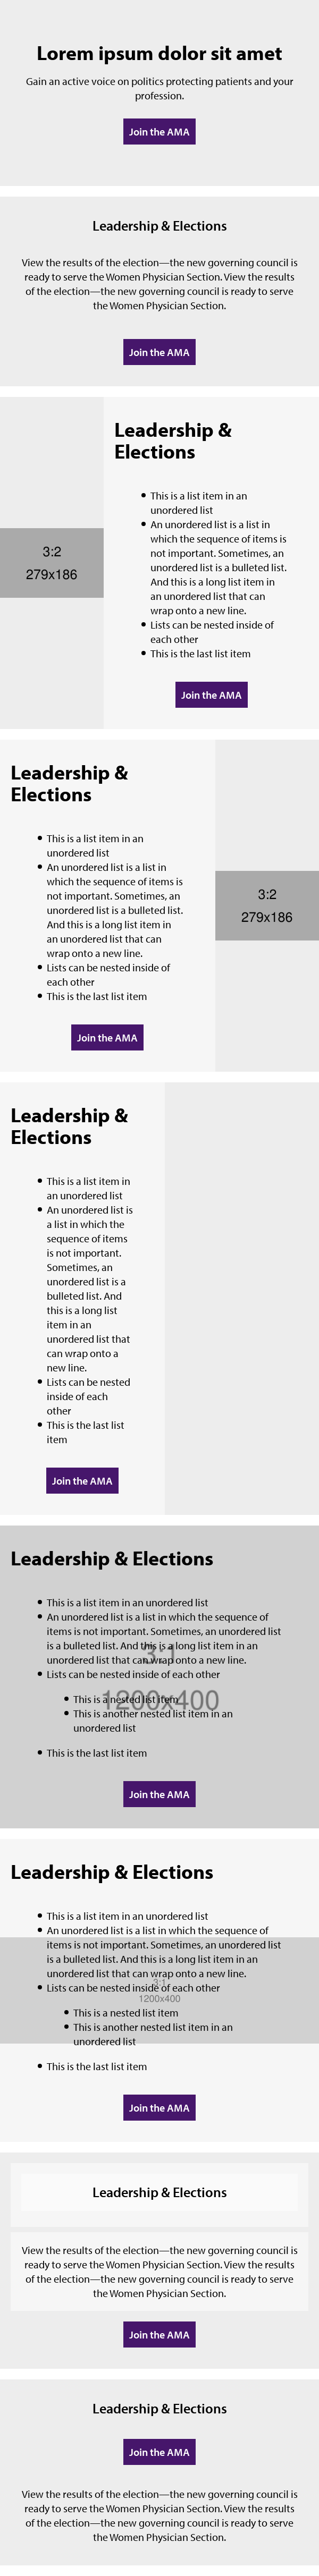 Lorem ipsum dolor sit amet
Gain an active voice on politics protecting patients and your
profession.
Join the AMA
Leadership & Elections
View the results of the election—the new governing council is
ready to serve the Women Physician Section. View the results
of the election—the new governing council is ready to serve
the Women Physician Section.
Join the AMA
3:2
279x186
Leadership &
Elections
This is a list item in an
unordered list
An unordered list is a list in
which the sequence of items is
not important. Sometimes, an
unordered list is a bulleted list.
And this is a long list item in
an unordered list that can
wrap onto a new line.
Lists can be nested inside of
each other
This is the last list item
Join the AMA
Leadership &
Elections
This is a list item in an
unordered list
An unordered list is a list in
which the sequence of items is
not important. Sometimes, an
unordered list is a bulleted list.
And this is a long list item in
an unordered list that can
wrap onto a new line.
Lists can be nested inside of
each other
This is the last list item
Join the AMA
3:2
279x186
Leadership &
Elections
This is a list item in
an unordered list
An unordered list is
a list in which the
sequence of items
is not important.
Sometimes, an
unordered list is a
bulleted list. And
this is a long list
item in an
unordered list that
can wrap onto a
new line.
Lists can be nested
inside of each
other
This is the last list
item
Join the AMA
Leadership & Elections
This is a list item in an unordered list
An unordered list is a list in which the sequence of
items is not important. Sometimes, an unordered list
is a bulleted list. And this is a long list item in an
unordered list that can wrap onto a new line.
Lists can be nested inside of each other
This is a nested list item
This is another nested list item in an
unordered list
This is the last list item
3:1
1200x400
Join the AMA
Leadership & Elections
This is a list item in an unordered list
An unordered list is a list in which the sequence of
items is not important. Sometimes, an unordered list
is a bulleted list. And this is a long list item in an
unordered list that can wrap onto a new line.
Lists can be nested inside of each other
This is a nested list item
This is another nested list item in an
unordered list
This is the last list item
3:1
1200x400
Join the AMA
Leadership & Elections
View the results of the election—the new governing council is
ready to serve the Women Physician Section. View the results
of the election—the new governing council is ready to serve
the Women Physician Section.
Join the AMA
Leadership & Elections
Join the AMA
View the results of the election—the new governing council is
ready to serve the Women Physician Section. View the results
of the election—the new governing council is ready to serve
the Women Physician Section.